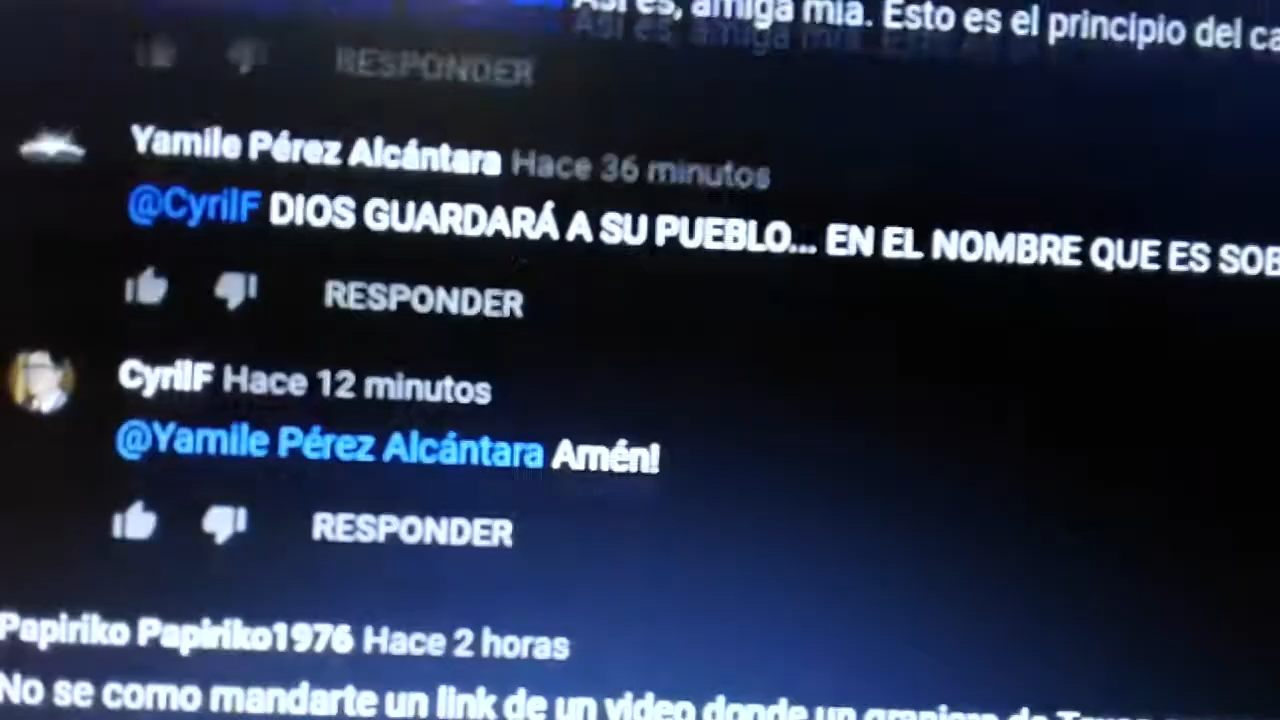 Así es, amiga mía. Esto es el principio del
RESPONDER
Yamile Pérez Alcántara Hace 36 minutos
@CyrilF DIOS GUARDARÁ A SU PUEBLO... EN EL NOMBRE QUE ES
RESPONDER
CyrilF Hace 12 minutos
@Yamile Pérez Alcántara Amén!
RESPONDER
Papiriko Papiriko1976 Hace 2 horas
No se como mandarte un link de un video donde un granjero de